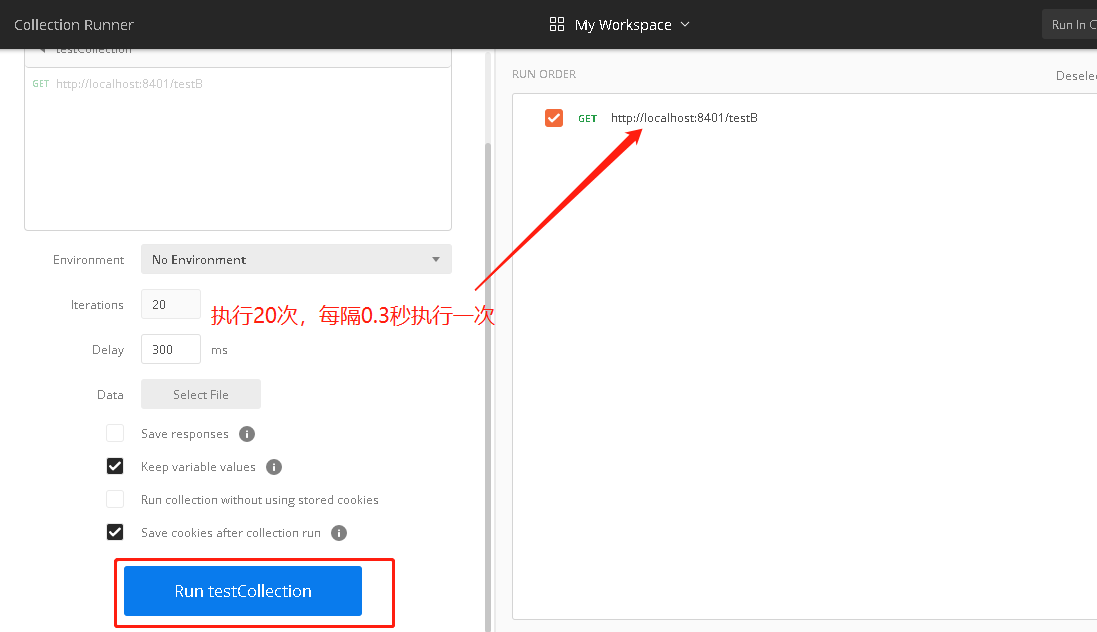 Collection Runner
My Workspace
Run In C
testCollection
GET http://localhost:8401/testB
RUN ORDER
Deselec
GET http://localhost:8401/testB
Environment No Environment
Iterations 20
执行20次，每隔0.3秒执行一次
Delay 300 ms
Data Select File
Save responses
Keep variable values
Run collection without using stored cookies
Save cookies after collection run
Run testCollection